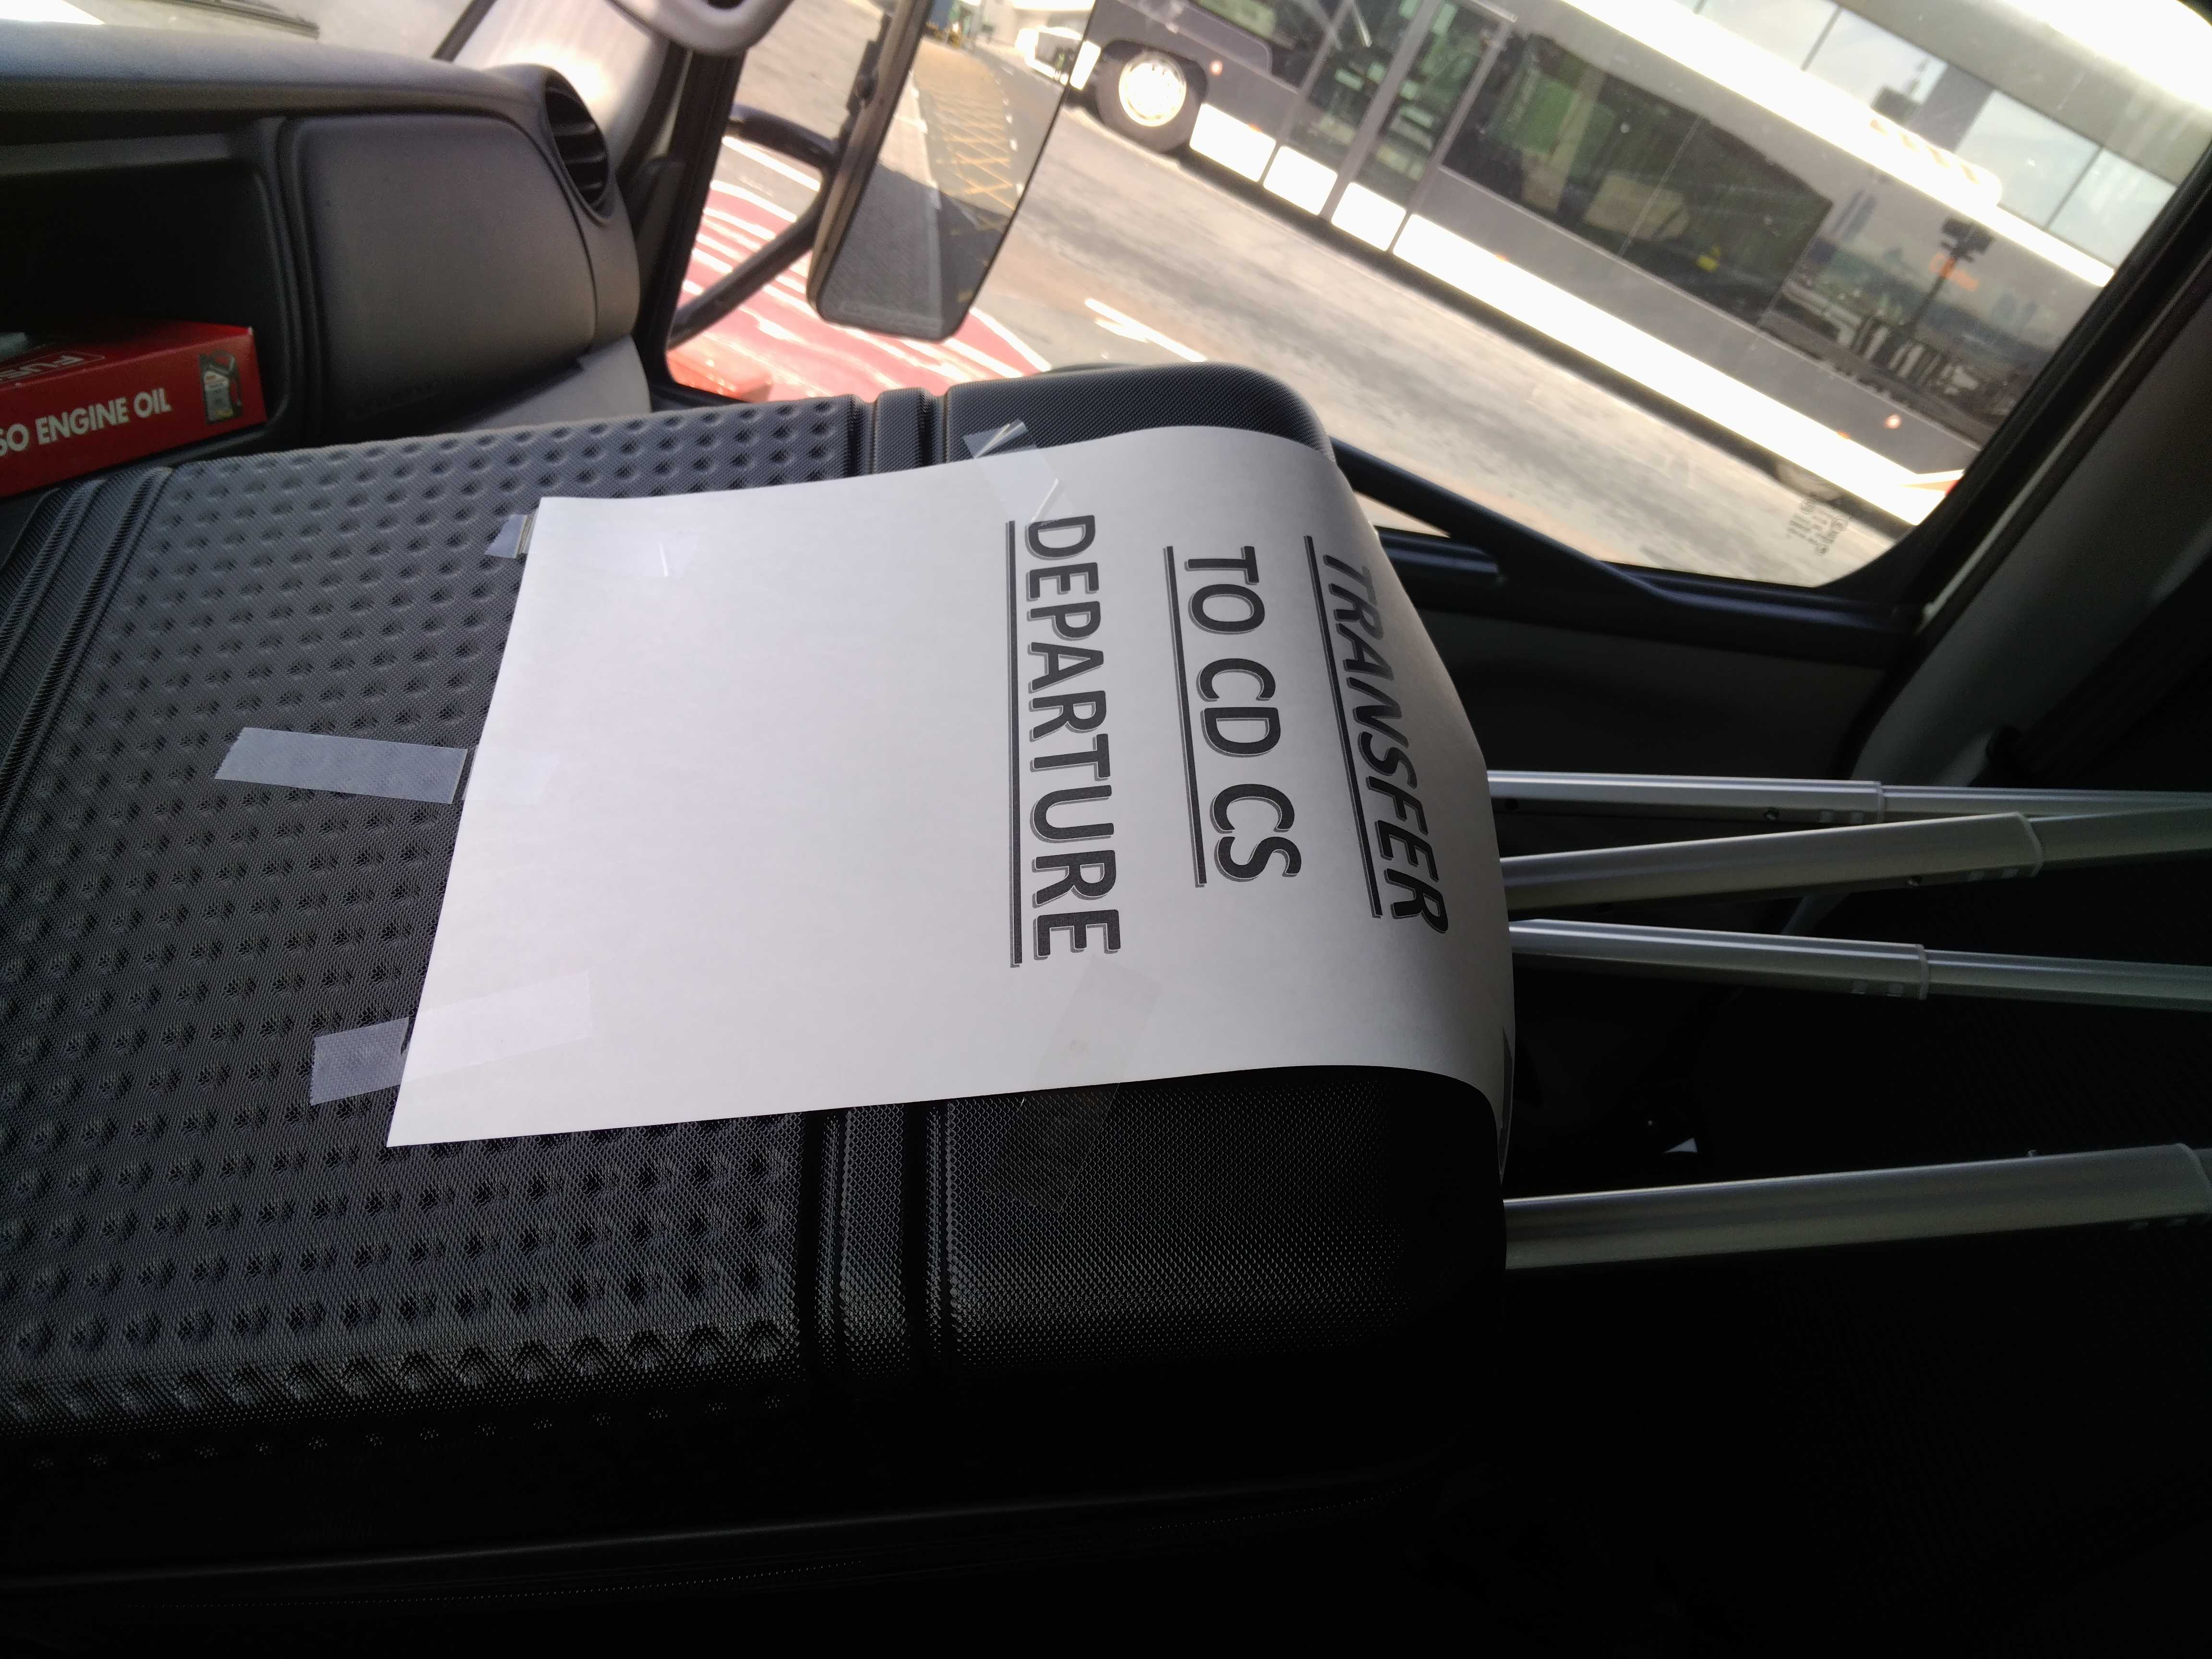 TRANSFER
TO CD CS
DEPARTURE
SO ENGINE OIL